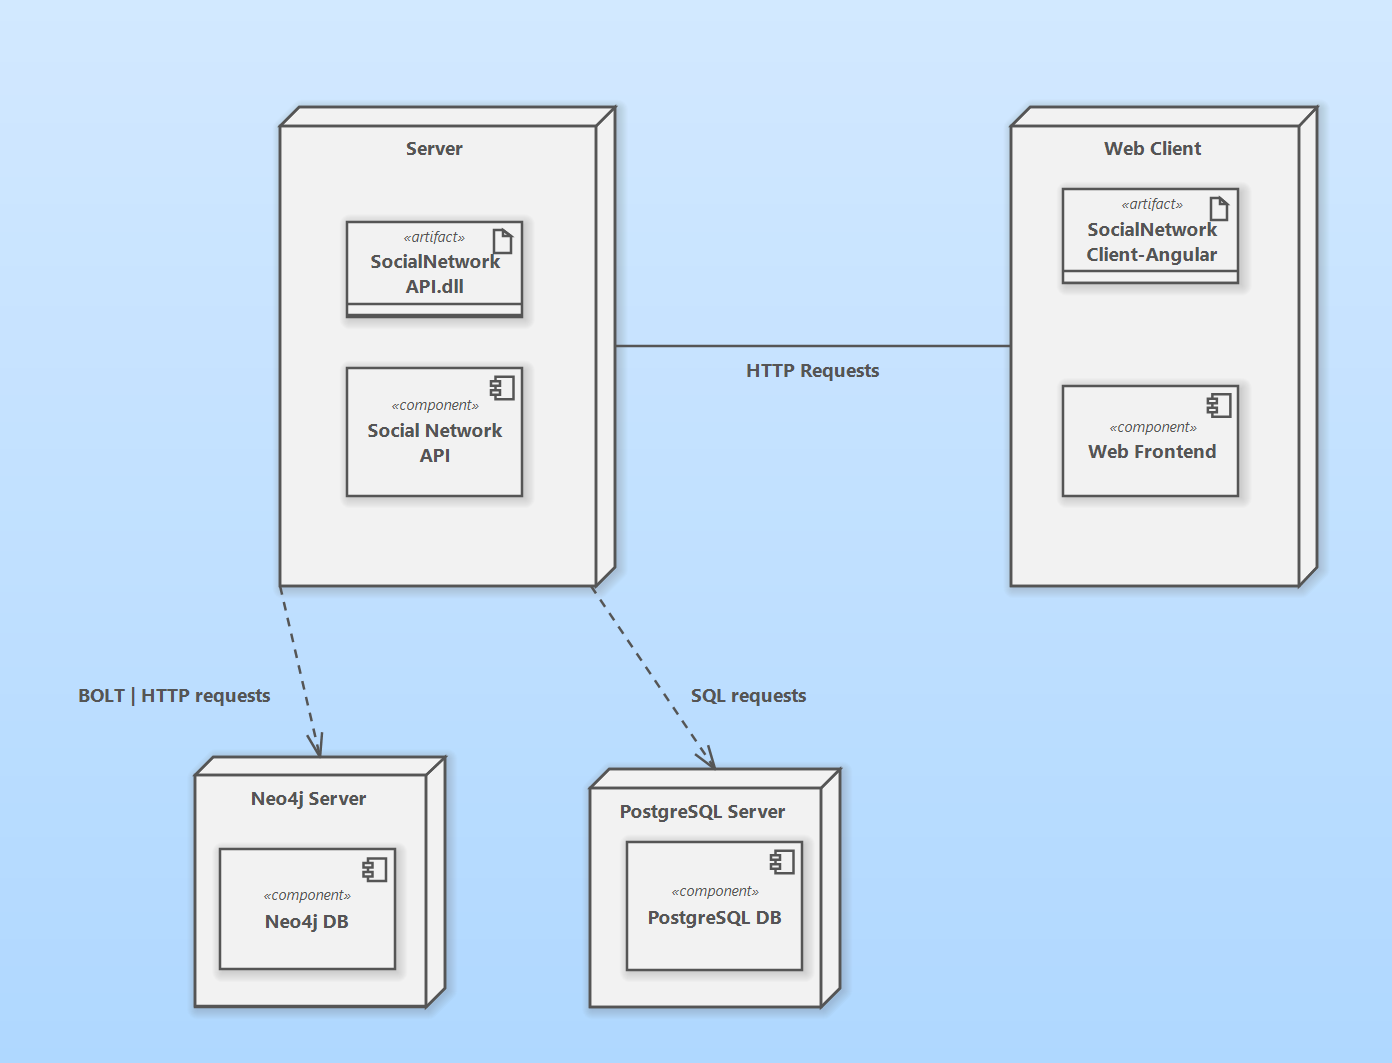 Server
«artifact»
SocialNetwork
API.dll
«component»
Social Network
API
Web Client
«artifact»
SocialNetwork
Client-Angular
«component»
Web Frontend
HTTP Requests
BOLT | HTTP requests
SQL requests
Neo4j Server
«component»
Neo4j DB
PostgreSQL Server
«component»
PostgreSQL DB